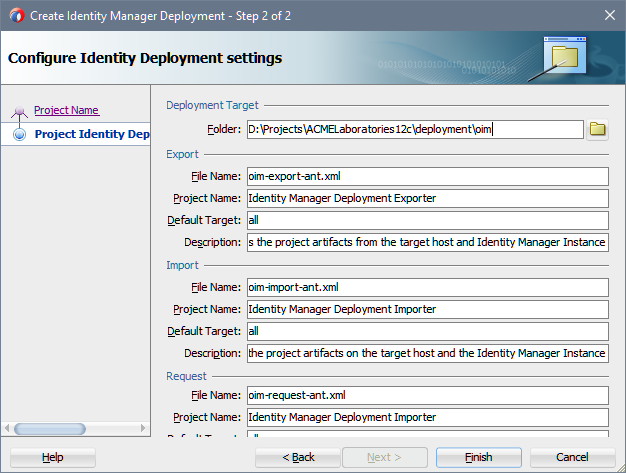 Create Identity Manager Deployment - Step 2 of 2
Configure Identity Deployment settings
Project Name
Project Identity Dep
Deployment Target
Folder: D:\Projects\ACMELaboratories12c\deployment\oim
Export
File Name: oim-export-ant.xml
Project Name: Identity Manager Deployment Exporter
Default Target: all
Description: s the project artifacts from the target host and Identity Manager Instance
Import
File Name: oim-import-ant.xml
Project Name: Identity Manager Deployment Importer
Default Target: all
Description: the project artifacts on the target host and the Identity Manager Instance
Request
File Name: oim-request-ant.xml
Project Name: Identity Manager Deployment Importer
Default Target: all
Help
< Back
Next >
Finish
Cancel